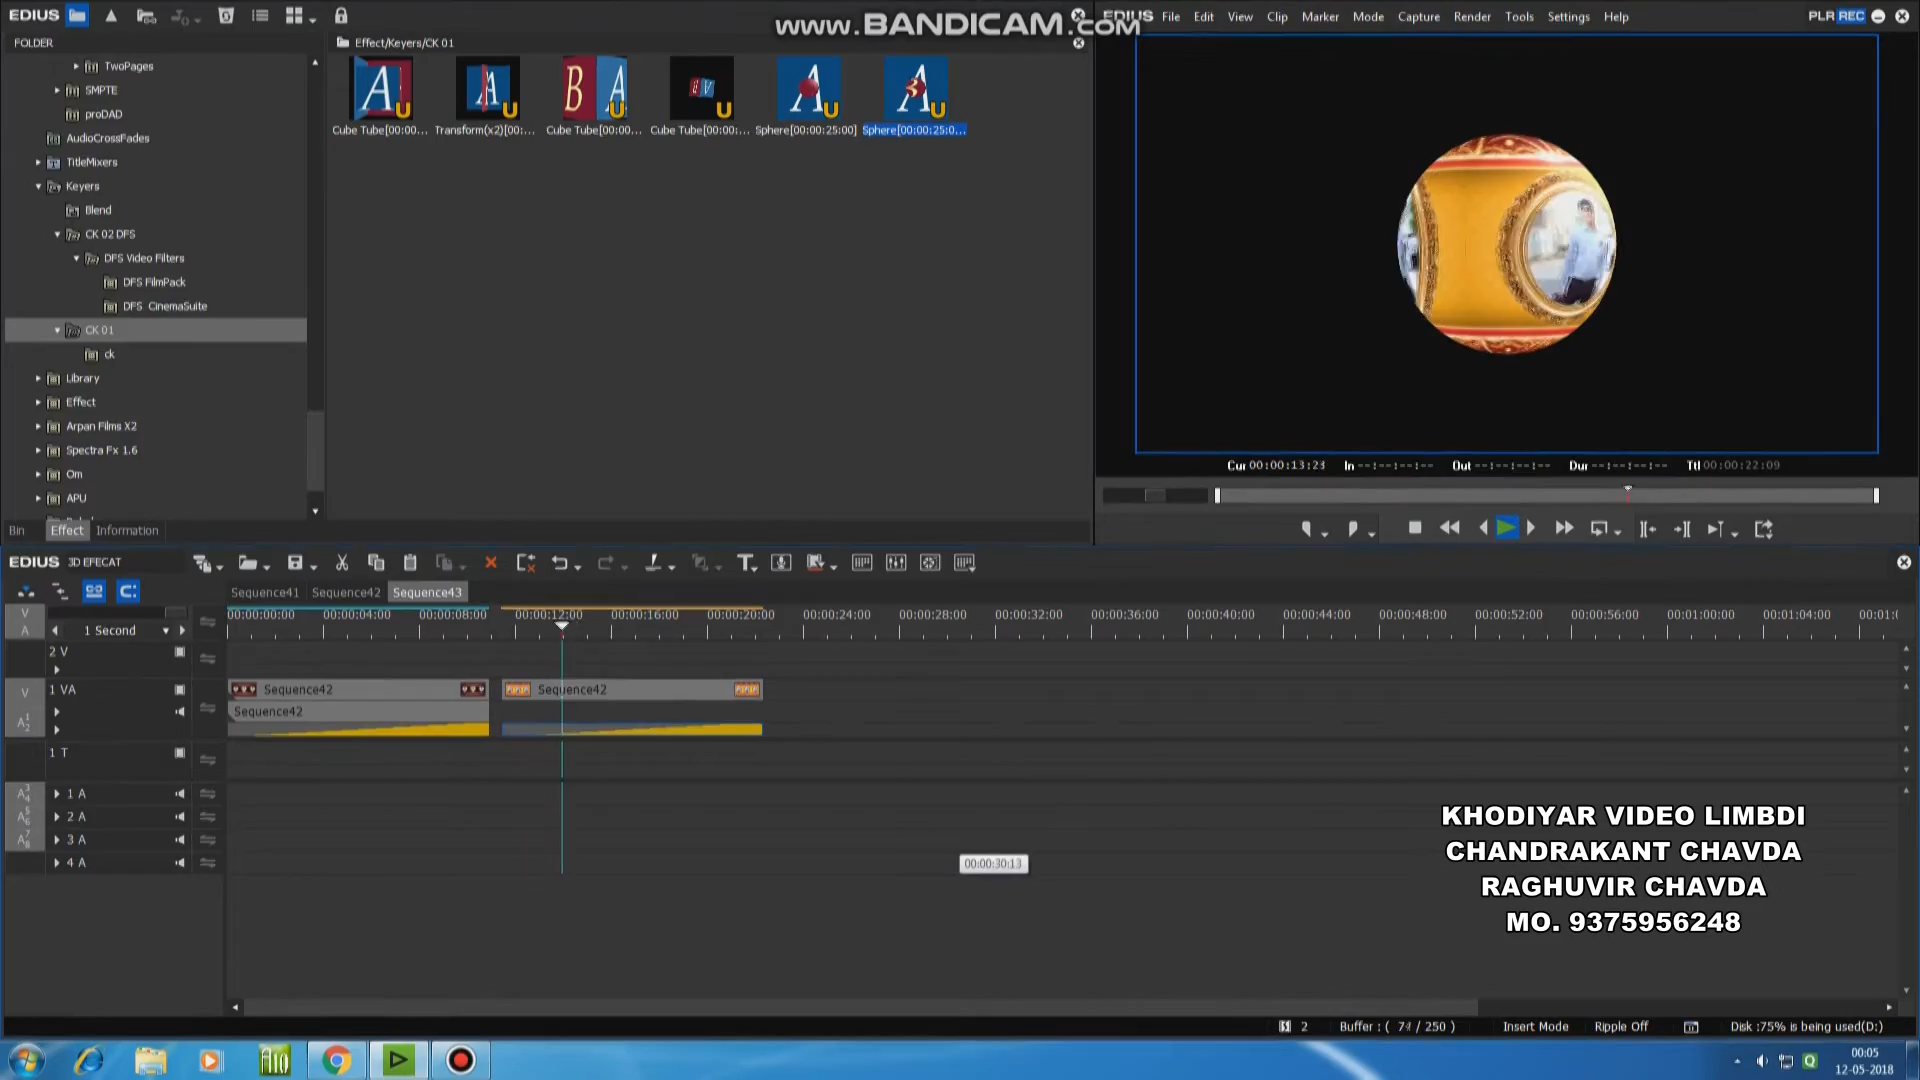 EDIUS
www.BANDICAM.com
EDIUS File Edit View Clip Marker Mode Capture Render Tools Settings Help PLR REC
FOLDER
Effect/Keyers/CK 01
TwoPages
SMPTE
proDAD
AudioCrossFades
TitleMixers
Keyers
Blend
CK 02 DFS
DFS Video Filters
DFS FilmPack
DFS CinemaSuite
CK 01
ck
Library
Effect
Arpan Films X2
Spectra Fx 1.6
Om
APU
Cube Tube[00:00... Transform(x2)[00:... Cube Tube[00:00... Cube Tube[00:00:... Sphere[00:00:25:00] Sphere[00:00:25:0...
Cur 00:00:13:23 In --:--:--:-- Out --:--:--:-- Dur --:--:--:-- Ttl 00:00:22:09
Bin Effect Information
EDIUS 3D EFECAT
Sequence41 Sequence42 Sequence43
00:00:00:00 00:00:04:00 00:00:08:00 00:00:12:00 00:00:16:00 00:00:20:00 00:00:24:00 00:00:28:00 00:00:32:00 00:00:36:00 00:00:40:00 00:00:44:00 00:00:48:00 00:00:52:00 00:00:56:00 00:01:00:00 00:01:04:00
V
A 1 Second
2 V
V 1 VA Sequence42 Sequence42
Sequence42
1 T
1 A
2 A
3 A
4 A
00:00:30:13
KHODIYAR VIDEO LIMBDI
CHANDRAKANT CHAVDA
RAGHUVIR CHAVDA
MO. 9375956248
2 Buffer : ( / 250 ) Insert Mode Ripple Off Disk :75% is being used(D:)
00:05
12-05-2018